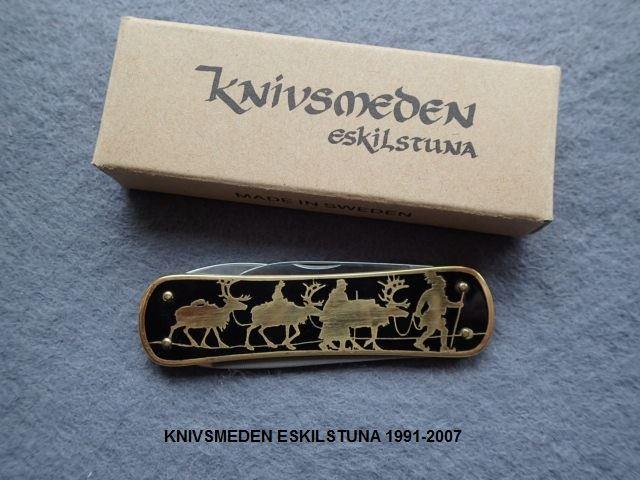 KNIVSMEDEN
ESKILSTUNA
MADE IN SWEDEN
KNIVSMEDEN ESKILSTUNA 1991-2007